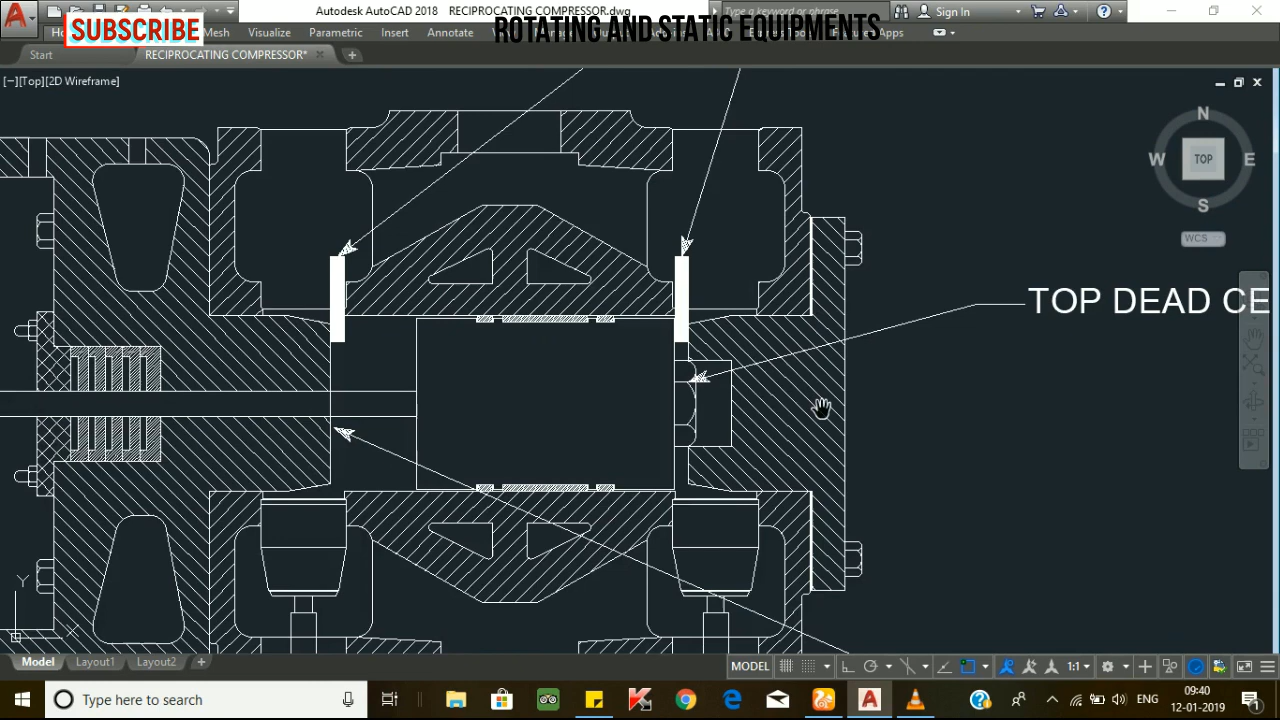 Autodesk AutoCAD 2018 RECIPROCATING COMPRESSOR.dwg
Type a keyword or phrase
Sign In
SUBSCRIBE
ROTATING AND STATIC EQUIPMENTS
Mesh Visualize Parametric Insert Annotate
Start RECIPROCATING COMPRESSOR*
[−][Top][2D Wireframe]
N
W TOP E
S
WCS
TOP DEAD CE
Y
X
Model Layout1 Layout2
MODEL
1:1
Type here to search
ENG
09:40
12-01-2019